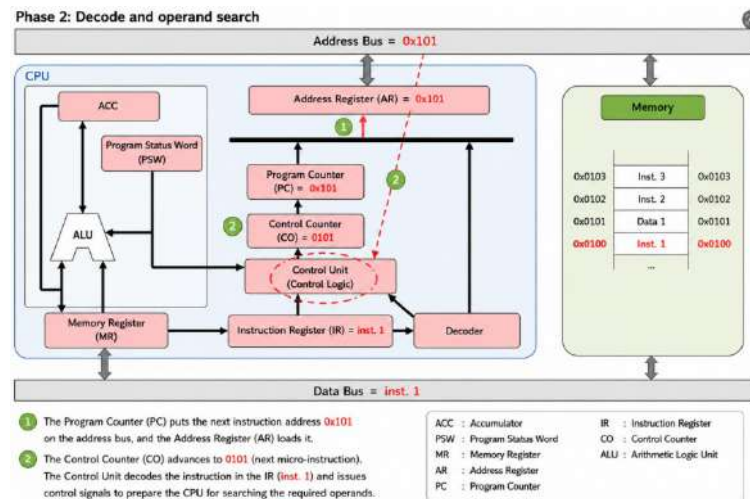 Phase 2: Decode and operand search
Address Bus = 0x101
CPU
ACC
Address Register (AR) = 0x101
Memory
1
Program Status Word
(PSW)
Program Counter
(PC) = 0x101
2
0x0103 Inst. 3 0x0103
0x0102 Inst. 2 0x0102
0x0101 Data 1 0x0101
0x0100 Inst. 1 0x0100
...
2
Control Counter
(CO) = 0101
ALU
Control Unit
(Control Logic)
Memory Register
(MR)
Instruction Register (IR) = inst. 1
Decoder
Data Bus = inst. 1
1 The Program Counter (PC) puts the next instruction address 0x101
on the address bus, and the Address Register (AR) loads it.
2 The Control Counter (CO) advances to 0101 (next micro-instruction).
The Control Unit decodes the instruction in the IR (inst. 1) and issues
control signals to prepare the CPU for searching the required operands.
ACC : Accumulator
PSW : Program Status Word
MR : Memory Register
AR : Address Register
PC : Program Counter
IR : Instruction Register
CO : Control Counter
ALU : Arithmetic Logic Unit